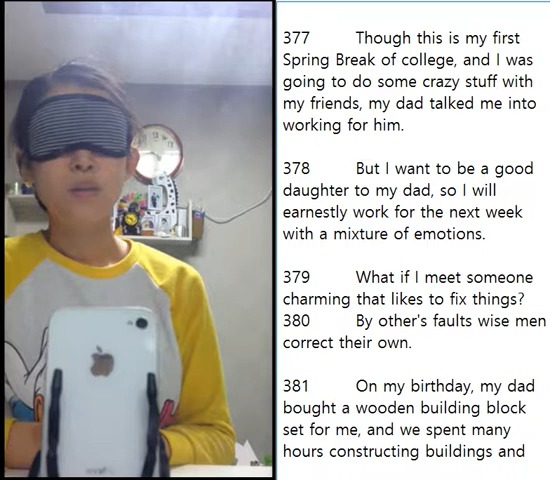 377 Though this is my first
Spring Break of college, and I was
going to do some crazy stuff with
my friends, my dad talked me into
working for him.
378 But I want to be a good
daughter to my dad, so I will
earnestly work for the next week
with a mixture of emotions.
379 What if I meet someone
charming that likes to fix things?
380 By other's faults wise men
correct their own.
381 On my birthday, my dad
bought a wooden building block
set for me, and we spent many
hours constructing buildings and